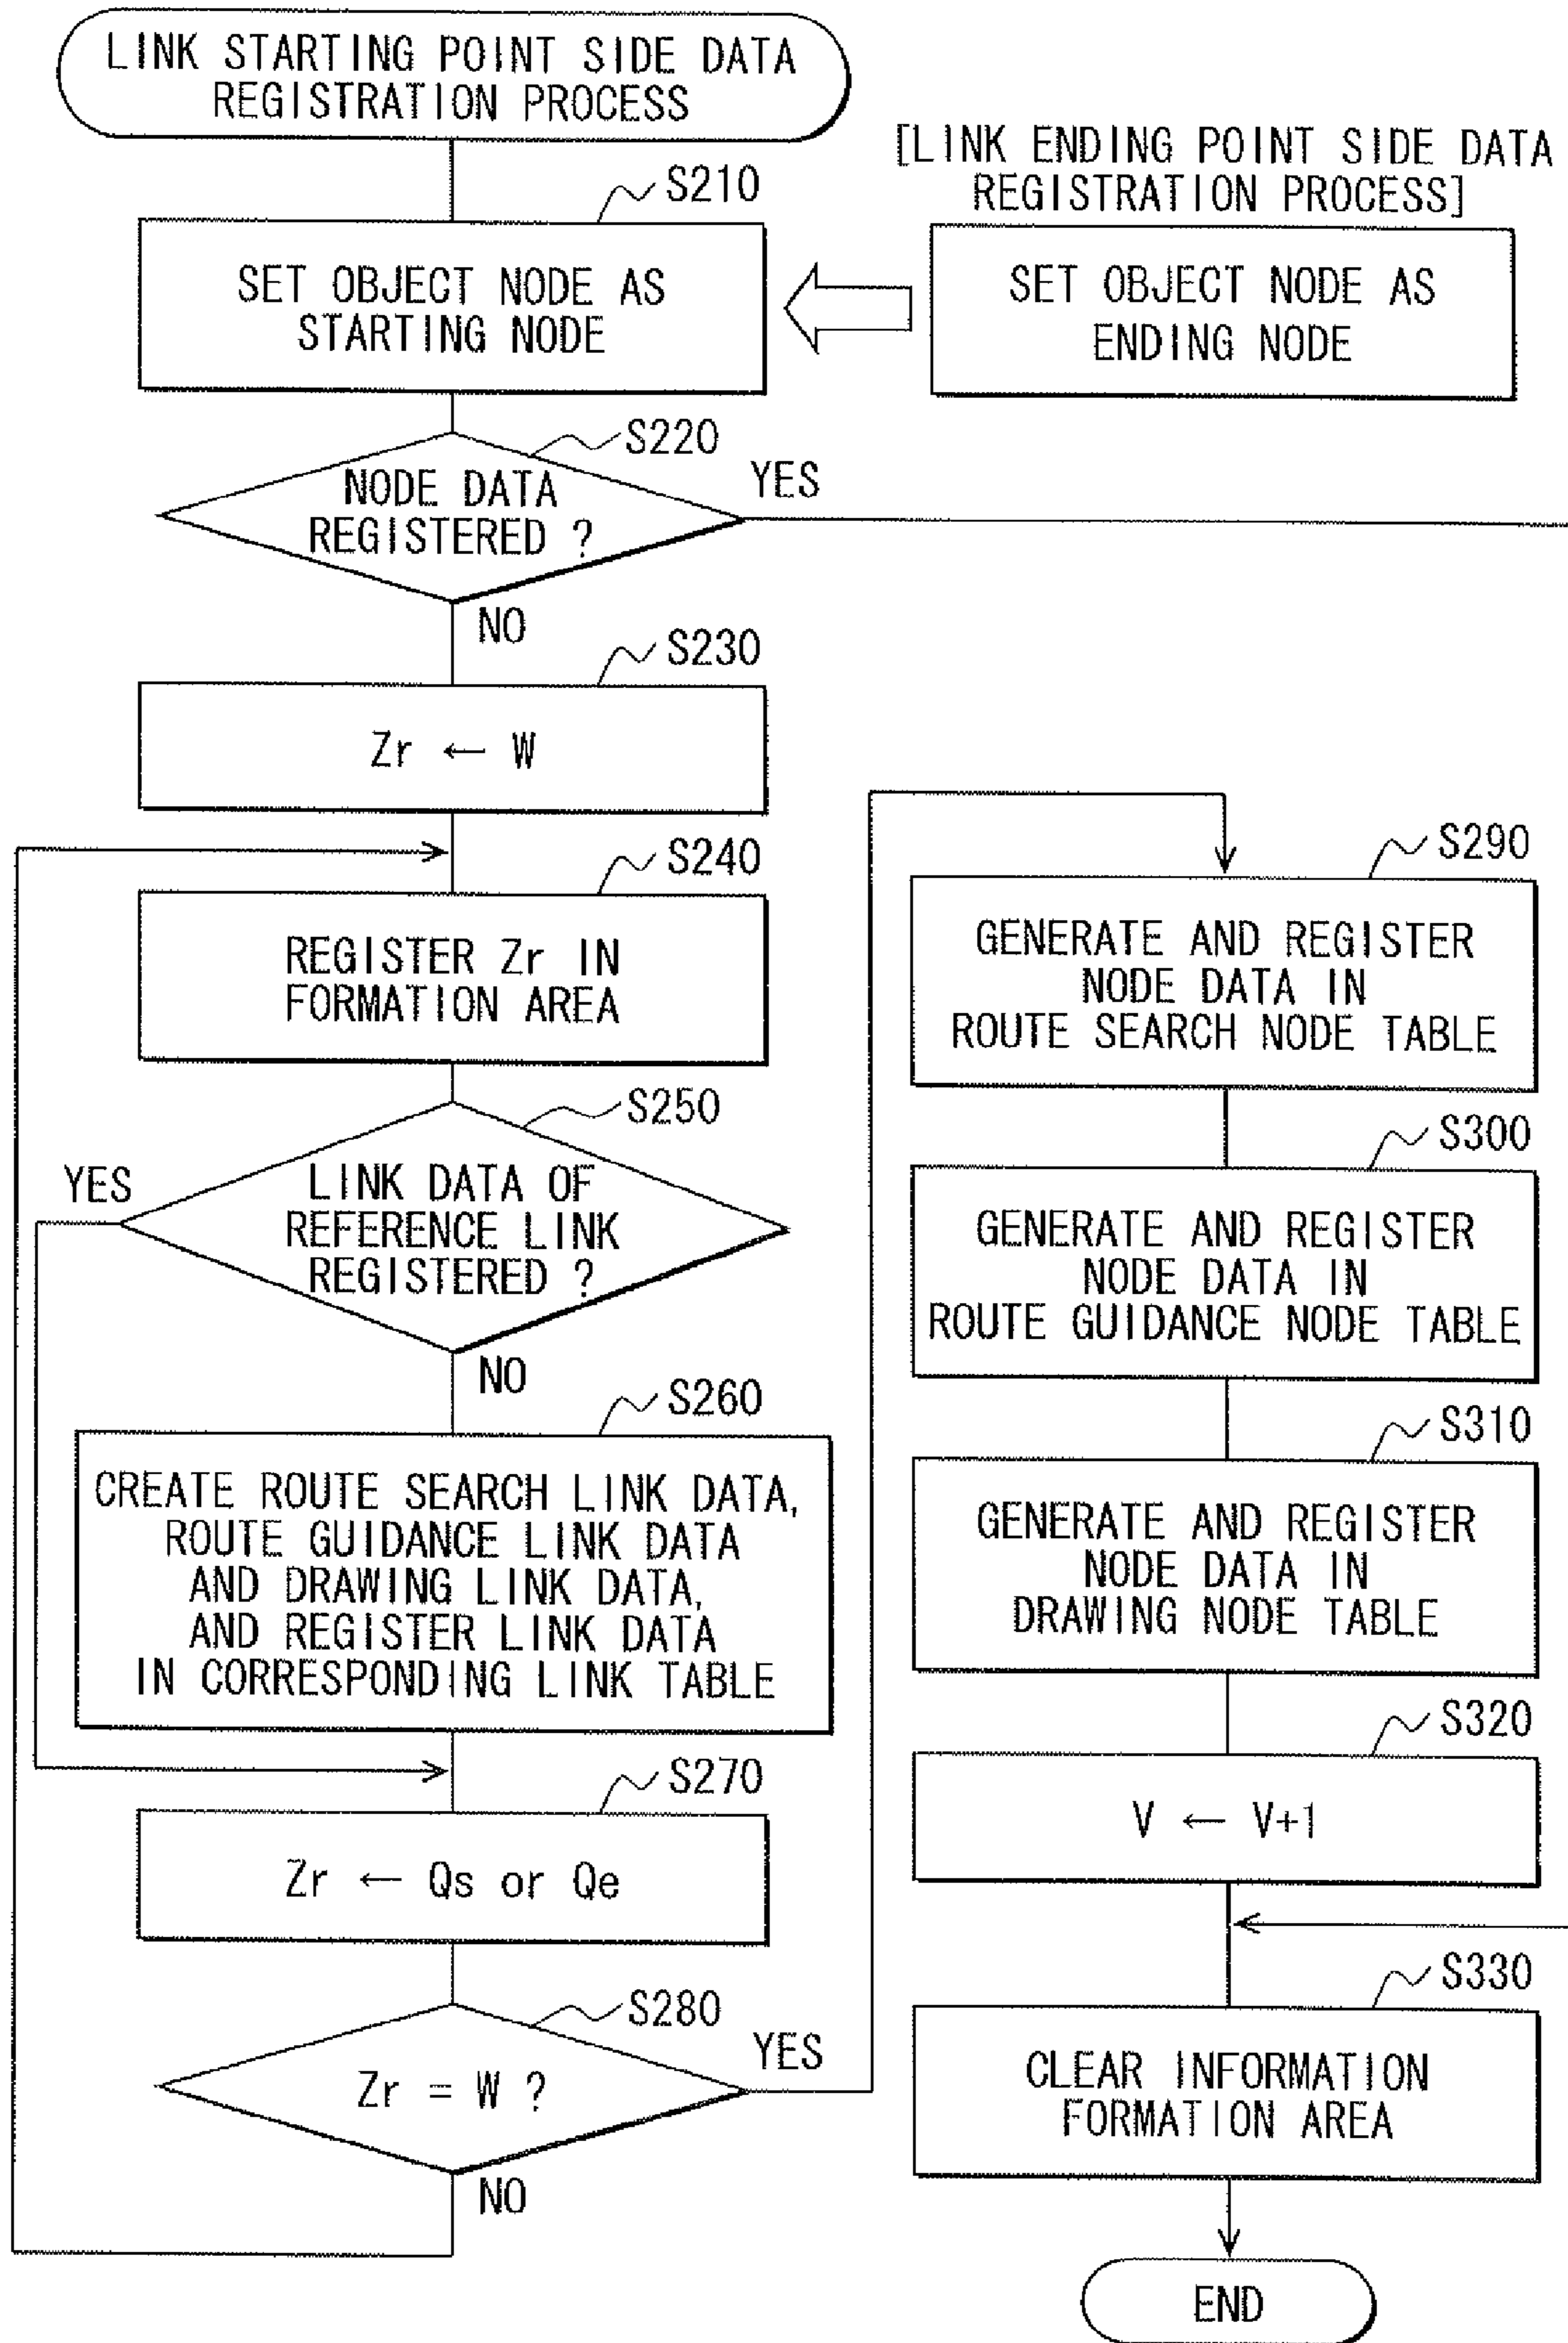 LINK STARTING POINT SIDE DATA
REGISTRATION PROCESS
[LINK ENDING POINT SIDE DATA
REGISTRATION PROCESS]
S210
SET OBJECT NODE AS
STARTING NODE
SET OBJECT NODE AS
ENDING NODE
S220
NODE DATA
REGISTERED ?
YES
NO
S230
Zr ← W
S240
REGISTER Zr IN
FORMATION AREA
S250
LINK DATA OF
REFERENCE LINK
REGISTERED ?
YES
NO
S260
CREATE ROUTE SEARCH LINK DATA,
ROUTE GUIDANCE LINK DATA
AND DRAWING LINK DATA,
AND REGISTER LINK DATA
IN CORRESPONDING LINK TABLE
S270
Zr ← Qs or Qe
S280
Zr = W ?
YES
NO
S290
GENERATE AND REGISTER
NODE DATA IN
ROUTE SEARCH NODE TABLE
S300
GENERATE AND REGISTER
NODE DATA IN
ROUTE GUIDANCE NODE TABLE
S310
GENERATE AND REGISTER
NODE DATA IN
DRAWING NODE TABLE
S320
V ← V+1
S330
CLEAR INFORMATION
FORMATION AREA
END